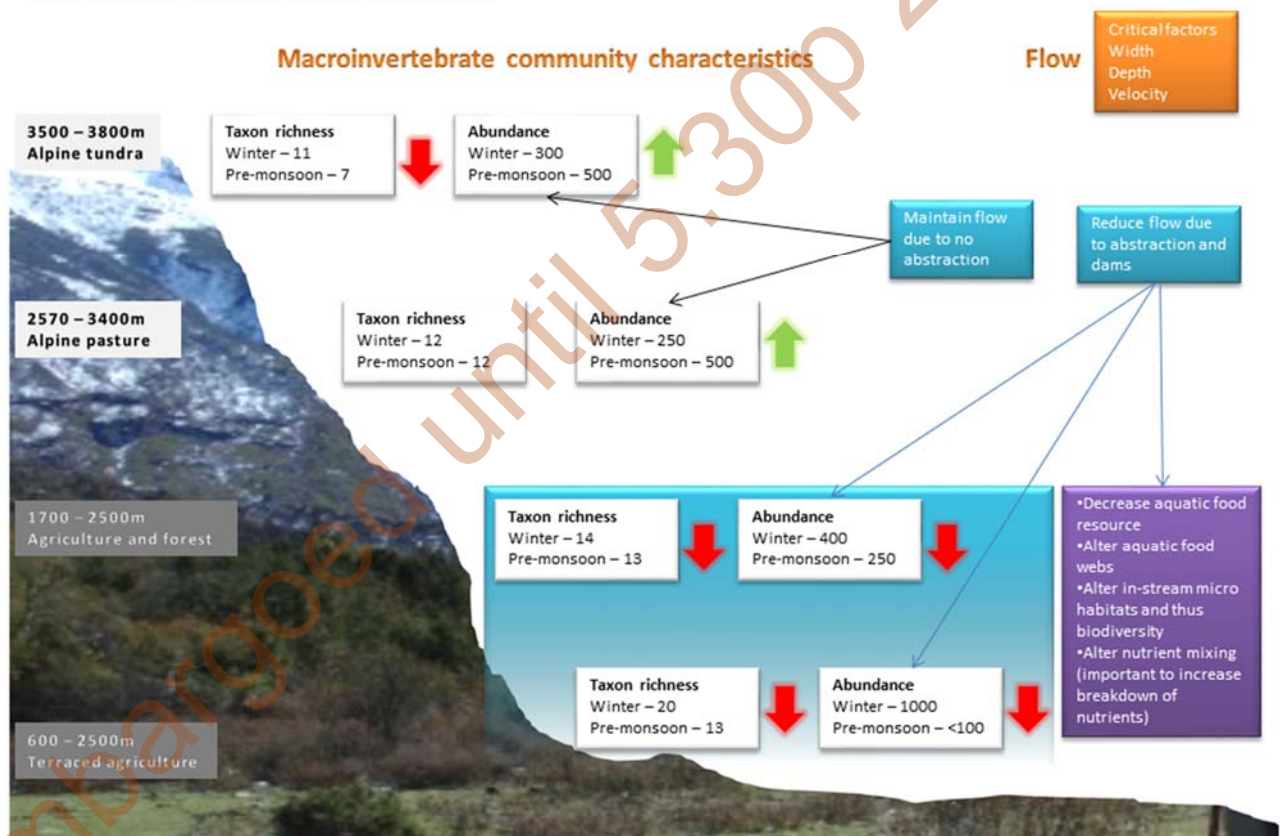 Macroinvertebrate community characteristics
Flow
Critical factors
Width
Depth
Velocity
3500 – 3800m
Alpine tundra
Taxon richness
Winter – 11
Pre-monsoon – 7
Abundance
Winter – 300
Pre-monsoon – 500
Maintain flow
due to no
abstraction
Reduce flow due
to abstraction and
dams
2570 – 3400m
Alpine pasture
Taxon richness
Winter – 12
Pre-monsoon – 12
Abundance
Winter – 250
Pre-monsoon – 500
1700 – 2500m
Agriculture and forest
Taxon richness
Winter – 14
Pre-monsoon – 13
Abundance
Winter – 400
Pre-monsoon – 250
•Decrease aquatic food
resource
•Alter aquatic food
webs
•Alter in-stream micro
habitats and thus
biodiversity
•Alter nutrient mixing
(important to increase
breakdown of
nutrients)
600 – 2500m
Terraced agriculture
Taxon richness
Winter – 20
Pre-monsoon – 13
Abundance
Winter – 1000
Pre-monsoon – <100
mbargoed until 5.30p 2